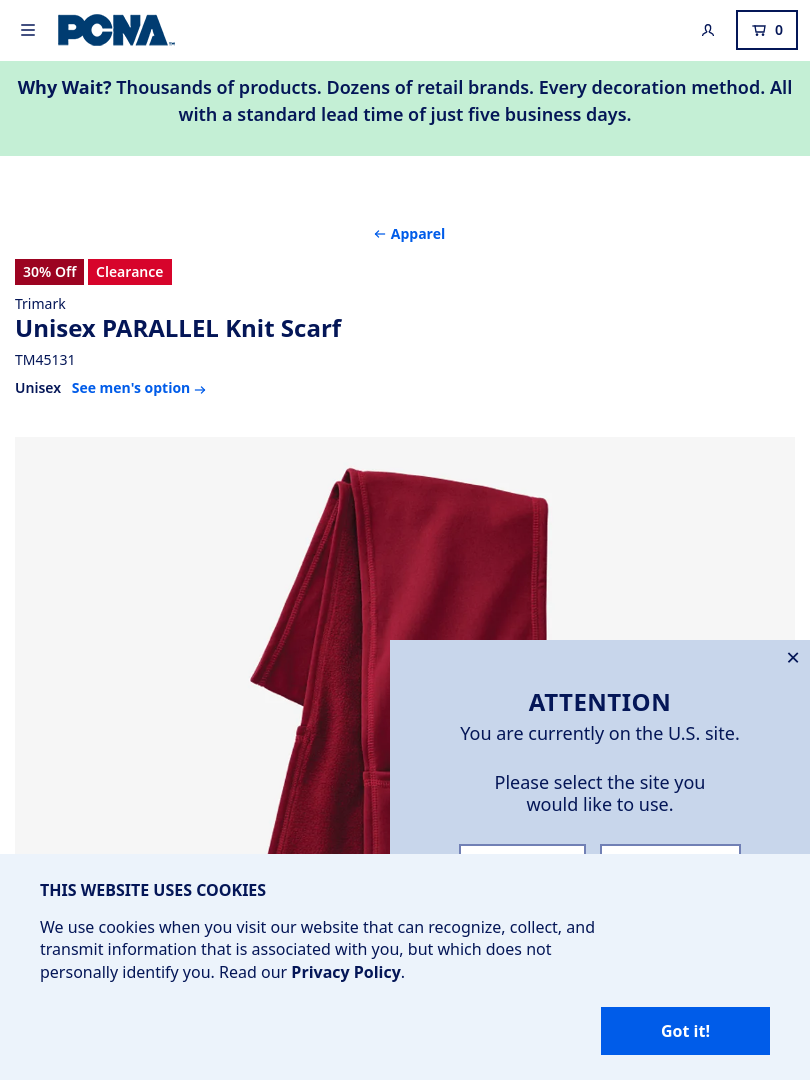 PCNA™
0
Why Wait? Thousands of products. Dozens of retail brands. Every decoration method. All
with a standard lead time of just five business days.
← Apparel
30% Off
Clearance
Trimark
Unisex PARALLEL Knit Scarf
TM45131
Unisex See men's option →
ATTENTION
You are currently on the U.S. site.
Please select the site you
would like to use.
THIS WEBSITE USES COOKIES
We use cookies when you visit our website that can recognize, collect, and
transmit information that is associated with you, but which does not
personally identify you. Read our Privacy Policy.
Got it!